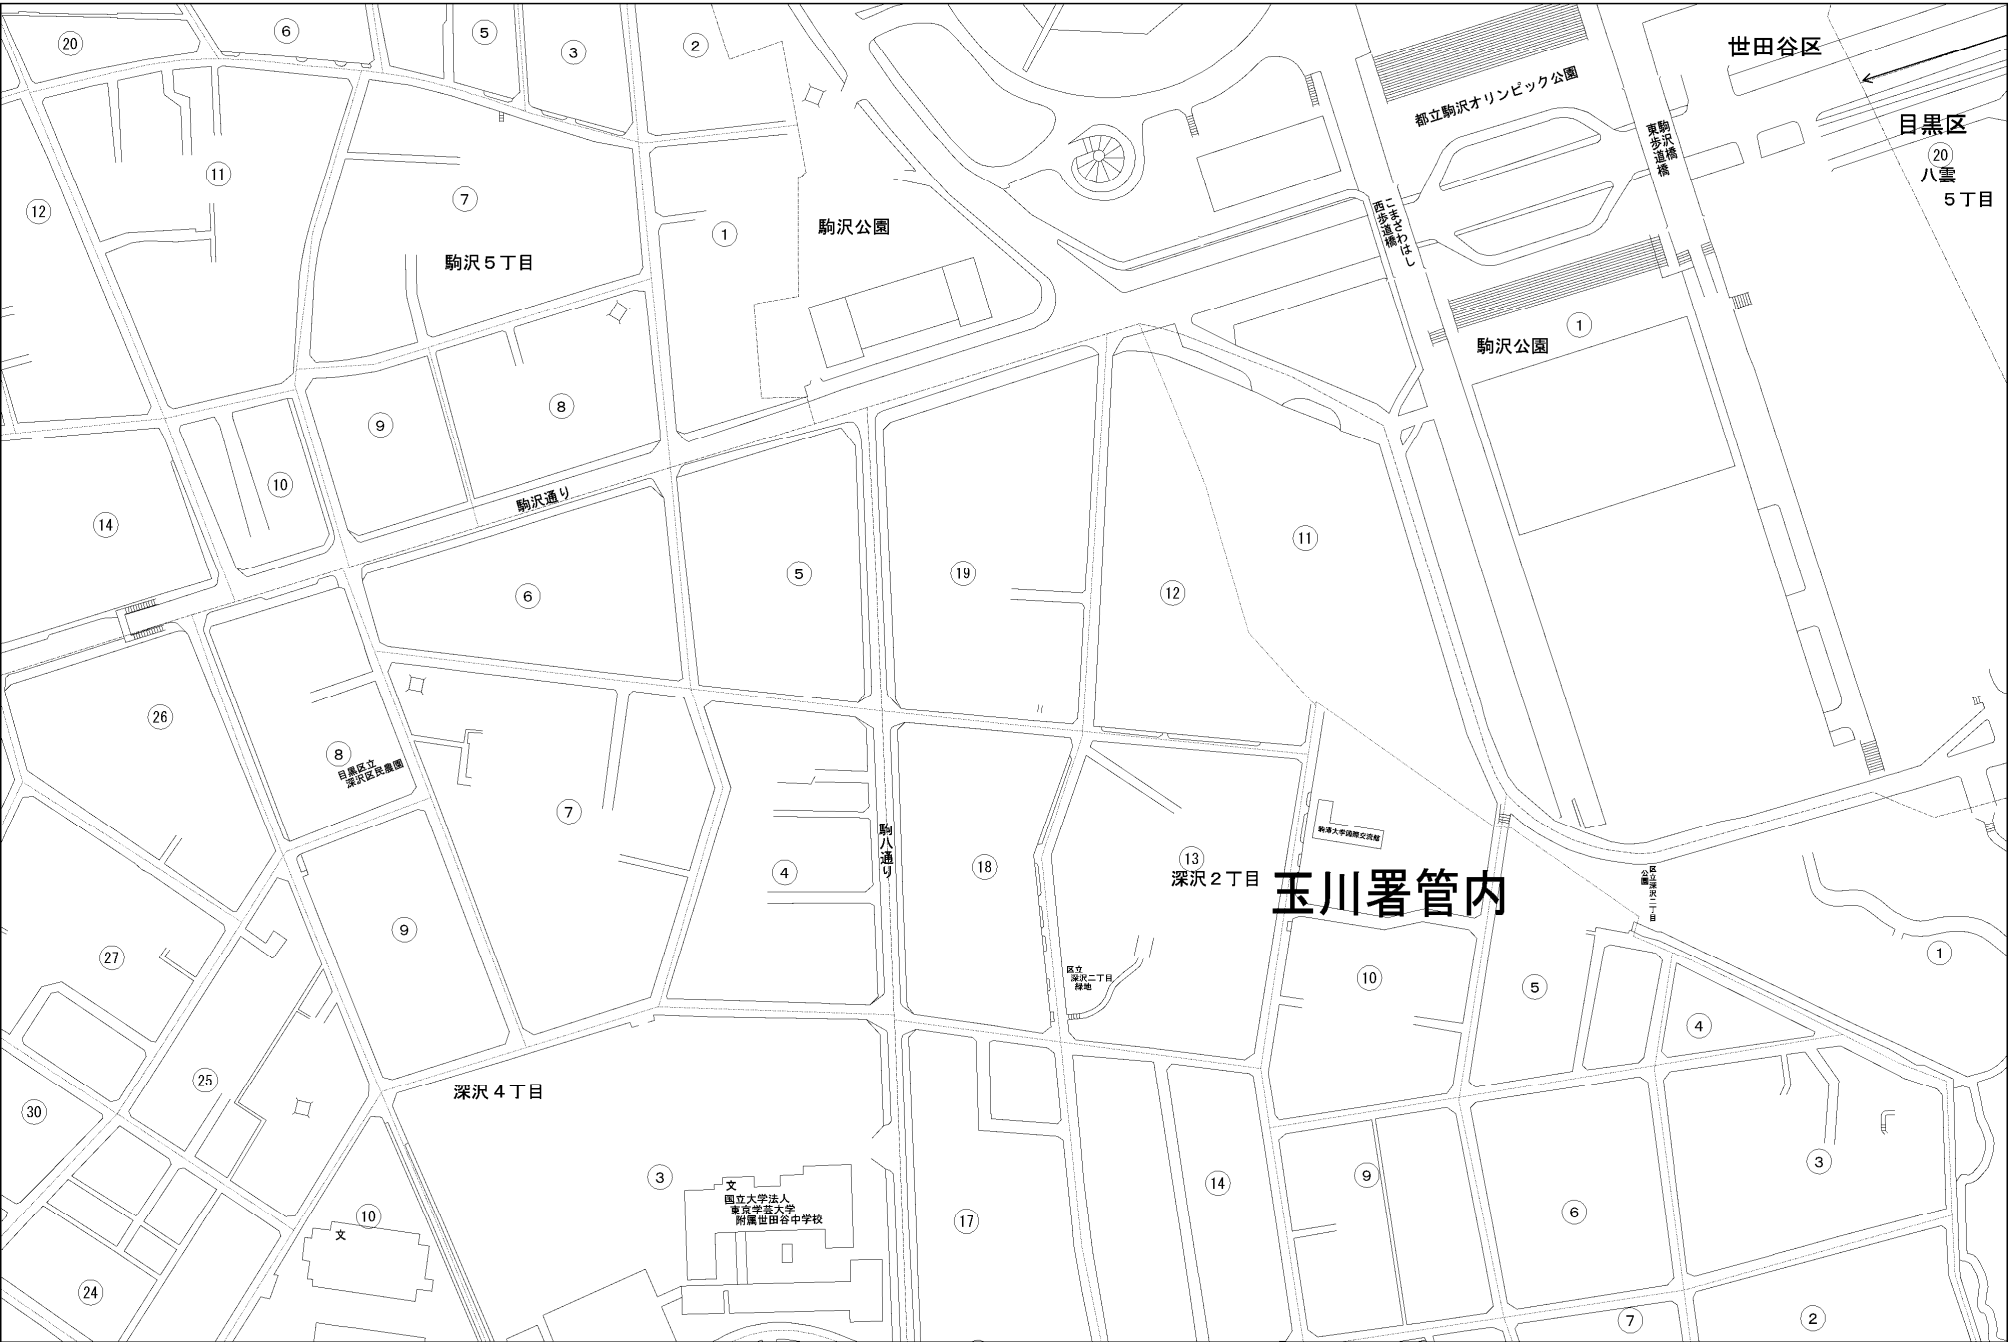 ⑳
⑥
⑤
③
②
世田谷区
都立駒沢オリンピック公園
目黒区
⑳
八雲
５丁目
駒沢橋
東歩道橋
⑪
⑫
⑦
①
駒沢公園
こまざわはし
西歩道橋
駒沢５丁目
①
駒沢公園
⑧
⑨
⑩
駒沢通り
⑭
⑪
⑤
⑲
⑫
⑥
㉖
⑧
目黒区立
深沢区民農園
⑦
駒八通り
駒澤大学国際交流館
④
⑱
⑬
深沢２丁目
玉川署管内
区立深沢二丁目
公園
⑨
㉗
区立
深沢二丁目
緑地
⑩
⑤
①
④
㉕
深沢４丁目
㉚
③
文
国立大学法人
東京学芸大学
附属世田谷中学校
⑭
⑨
③
⑩
文
⑰
⑥
㉔
⑦
②